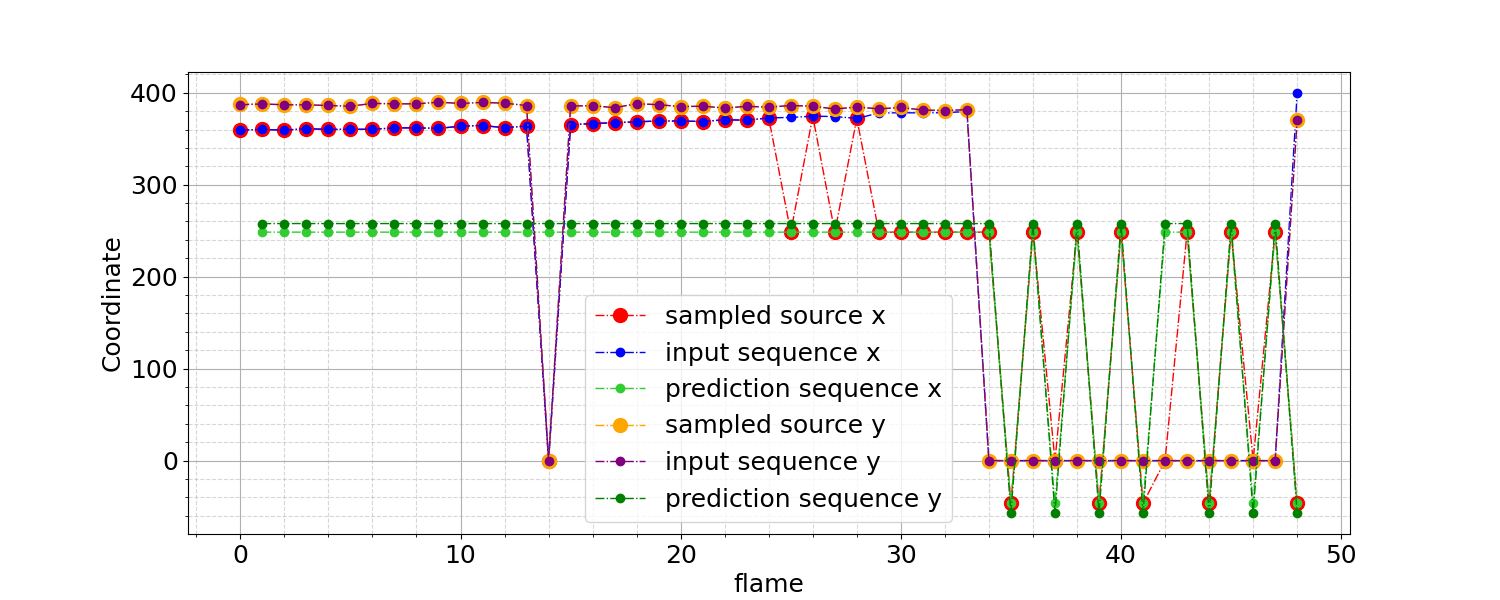 400
300
200
100
0
Coordinate
sampled source x
input sequence x
prediction sequence x
sampled source y
input sequence y
prediction sequence y
0 10 20 30 40 50
flame